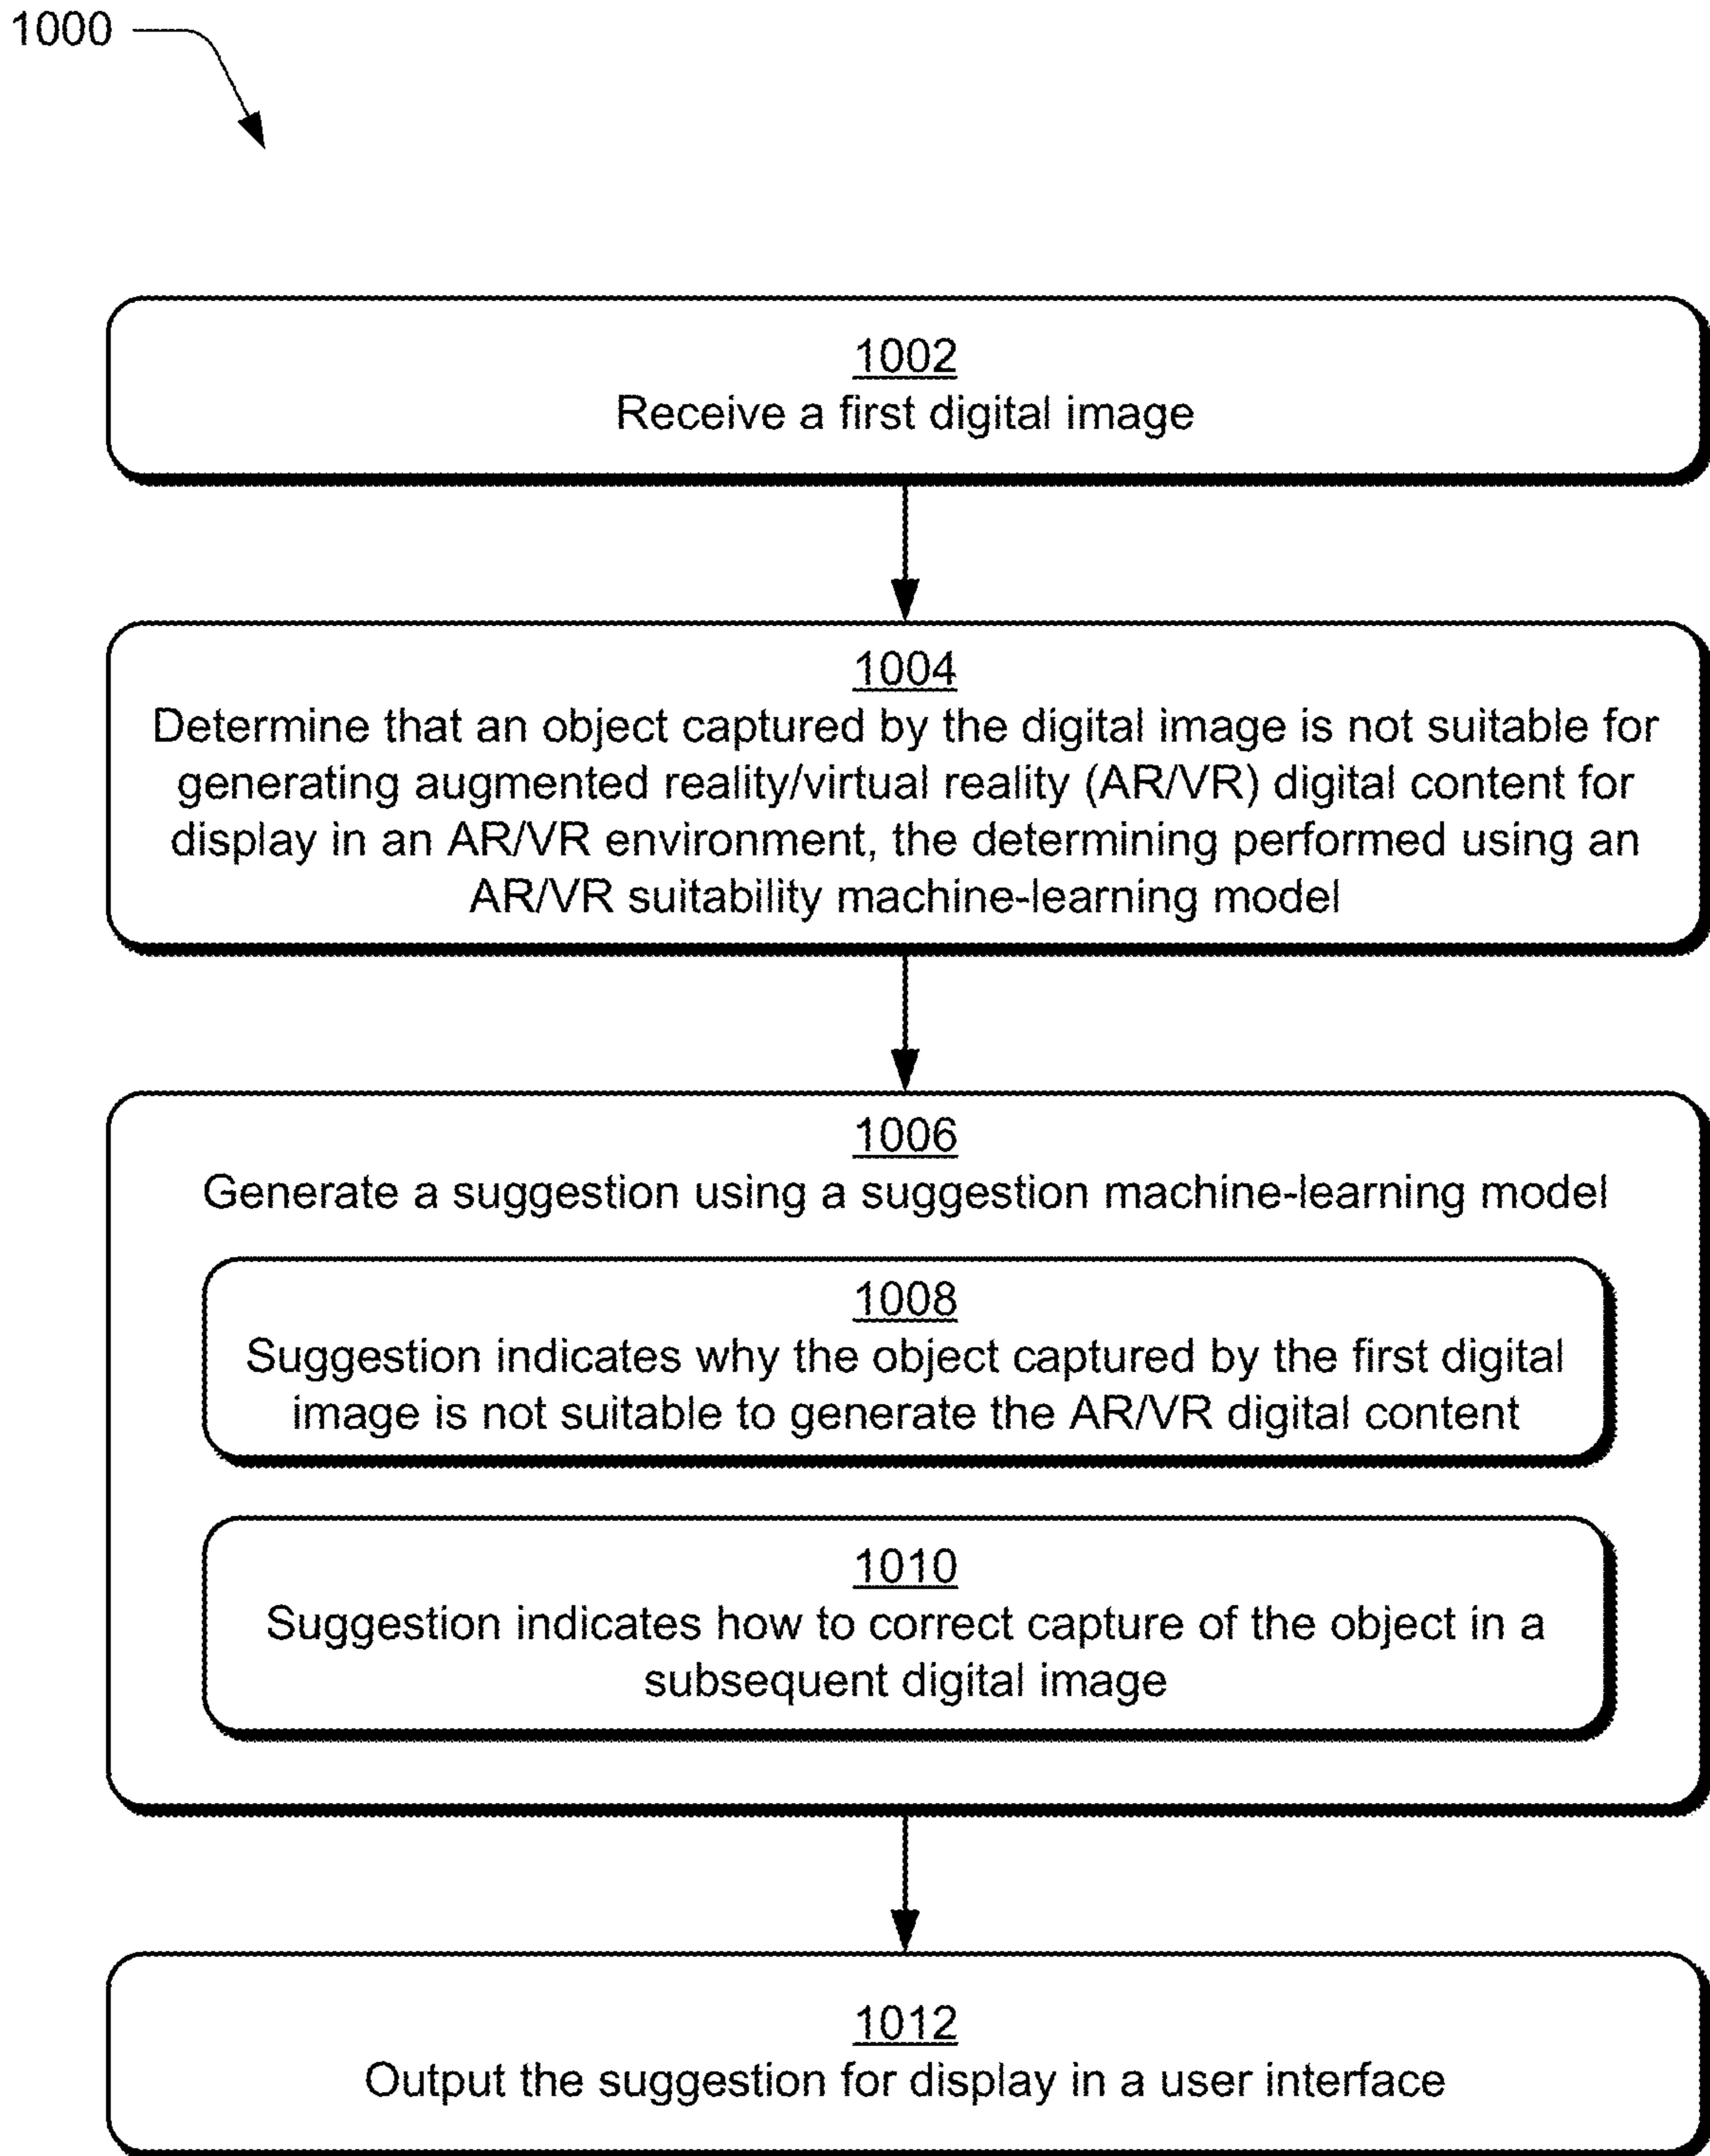 1000
1002
Receive a first digital image
1004
Determine that an object captured by the digital image is not suitable for
generating augmented reality/virtual reality (AR/VR) digital content for
display in an AR/VR environment, the determining performed using an
AR/VR suitability machine-learning model
1006
Generate a suggestion using a suggestion machine-learning model
1008
Suggestion indicates why the object captured by the first digital
image is not suitable to generate the AR/VR digital content
1010
Suggestion indicates how to correct capture of the object in a
subsequent digital image
1012
Output the suggestion for display in a user interface